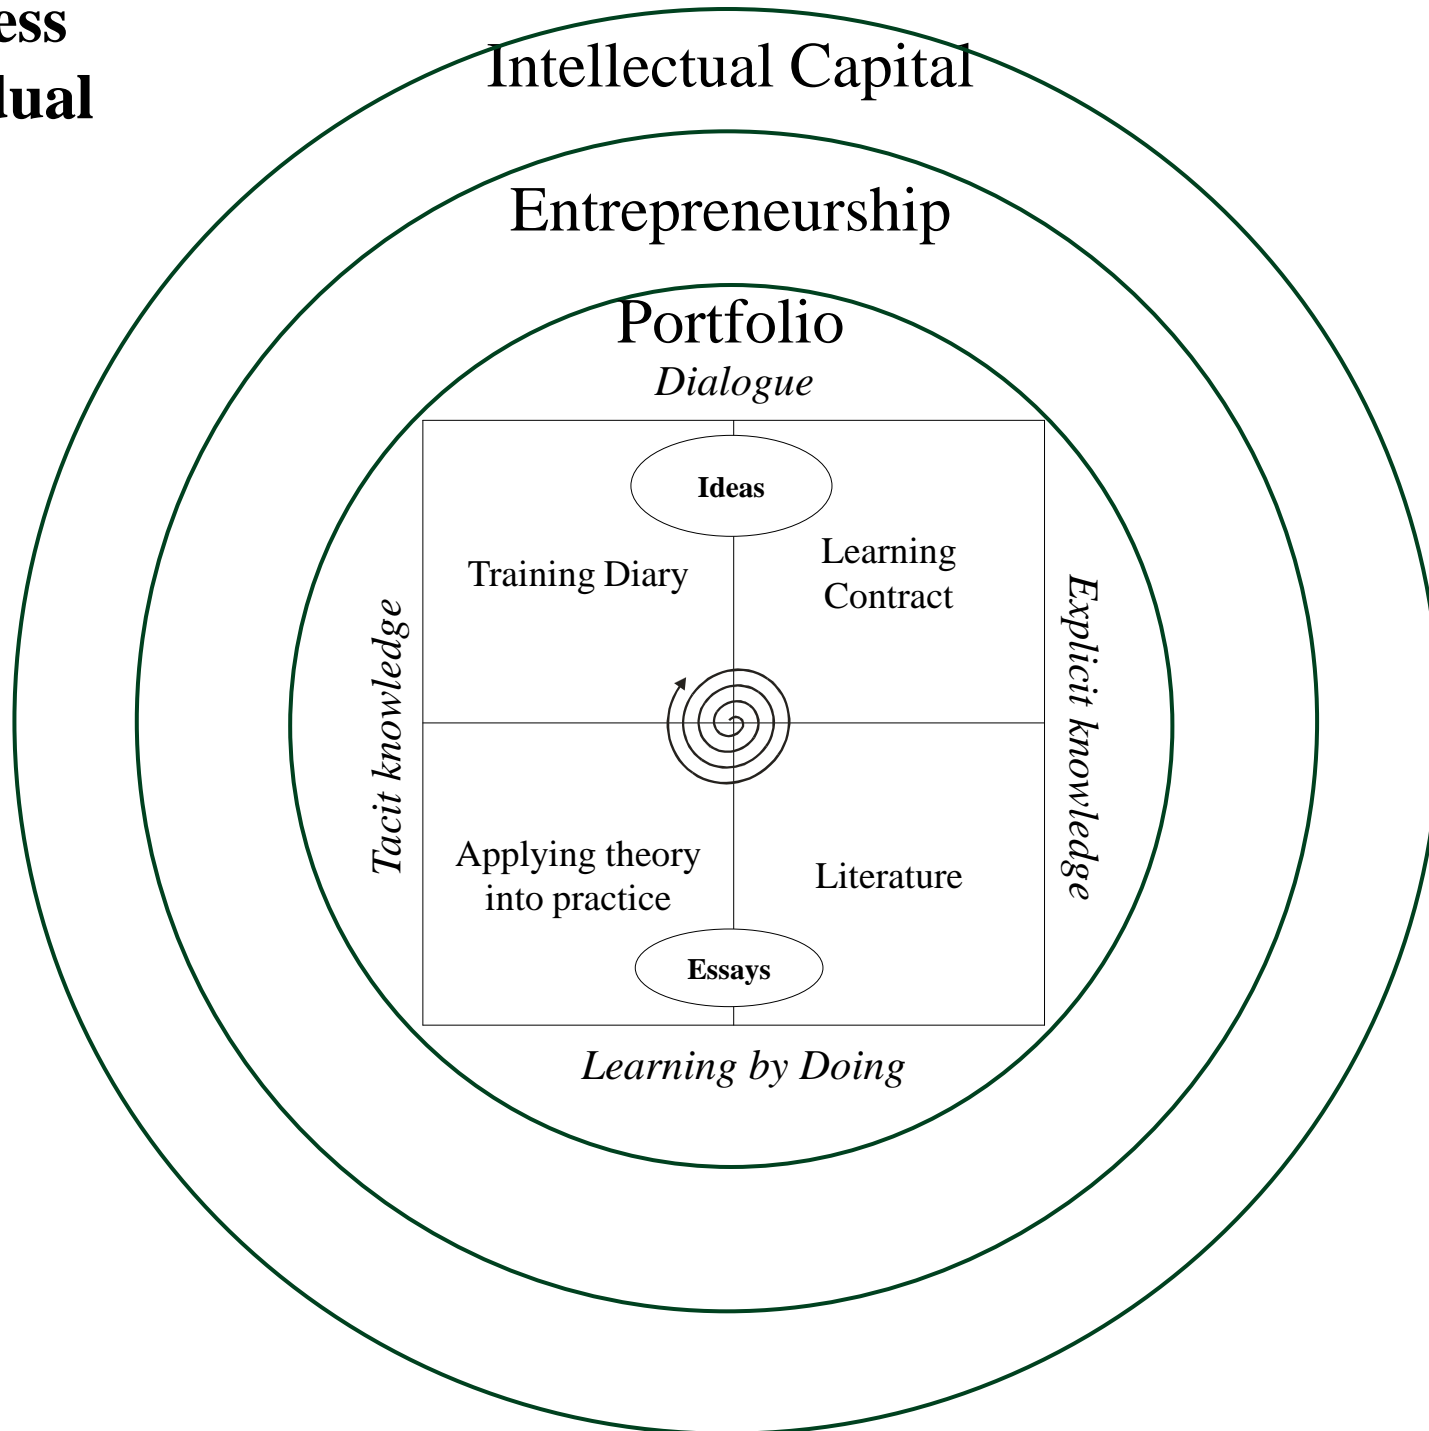 ess
dual
Intellectual Capital
Entrepreneurship
Portfolio
Dialogue
Ideas
Training Diary
Learning
Contract
Tacit knowledge
Explicit knowledge
Applying theory
into practice
Literature
Essays
Learning by Doing